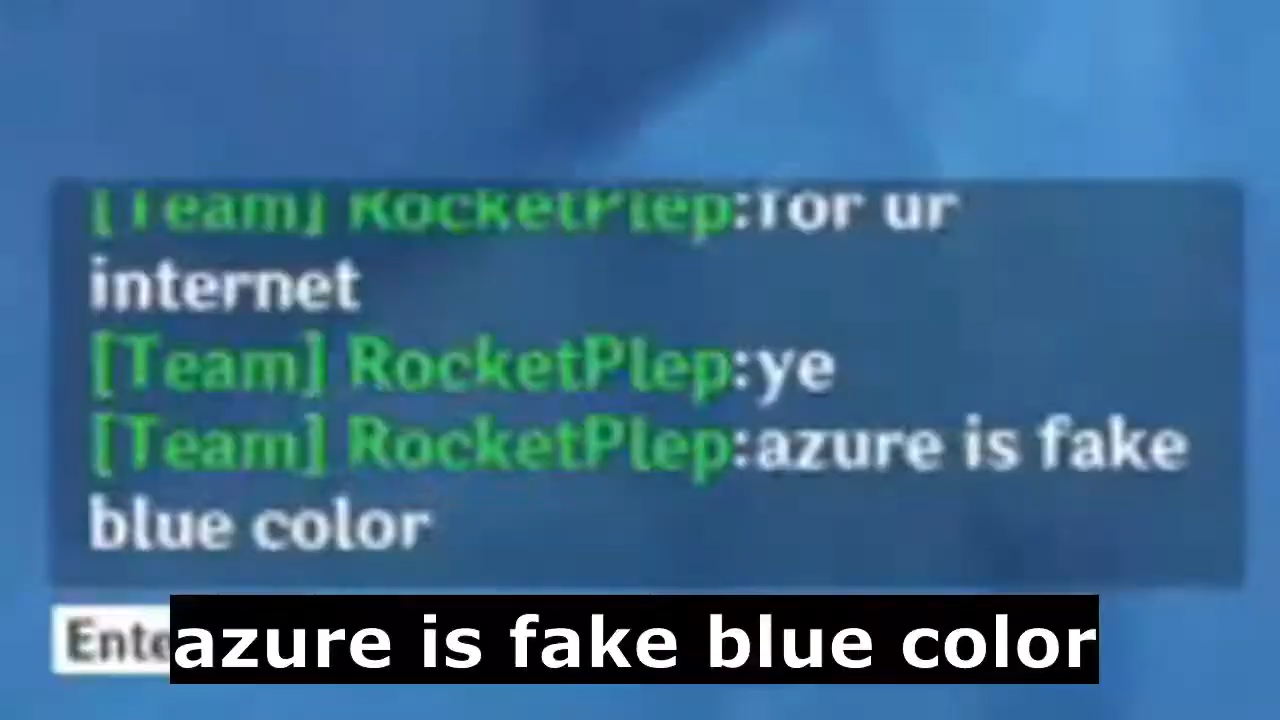 [Team] RocketPlep:for ur
internet
[Team] RocketPlep:ye
[Team] RocketPlep:azure is fake
blue color
azure is fake blue color